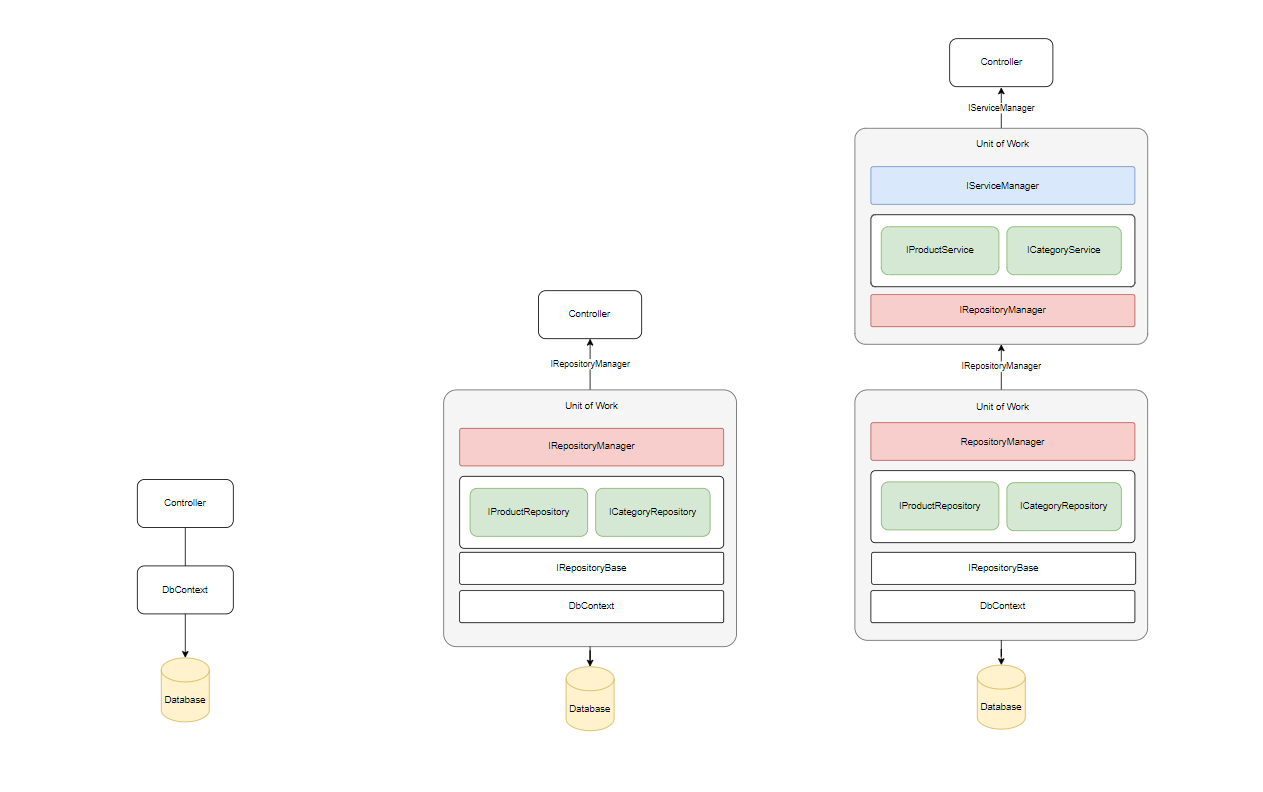 Controller
DbContext
Database
Controller
IRepositoryManager
Unit of Work
IRepositoryManager
IProductRepository
ICategoryRepository
IRepositoryBase
DbContext
Database
Controller
IServiceManager
Unit of Work
IServiceManager
IProductService
ICategoryService
IRepositoryManager
IRepositoryManager
Unit of Work
RepositoryManager
IProductRepository
ICategoryRepository
IRepositoryBase
DbContext
Database